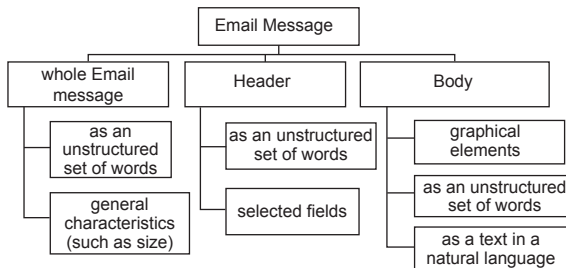 Email Message
whole Email
message
as an
unstructured
set of words
general
characteristics
(such as size)
Header
as an unstructured
set of words
selected fields
Body
graphical
elements
as an unstructured
set of words
as a text in a
natural language